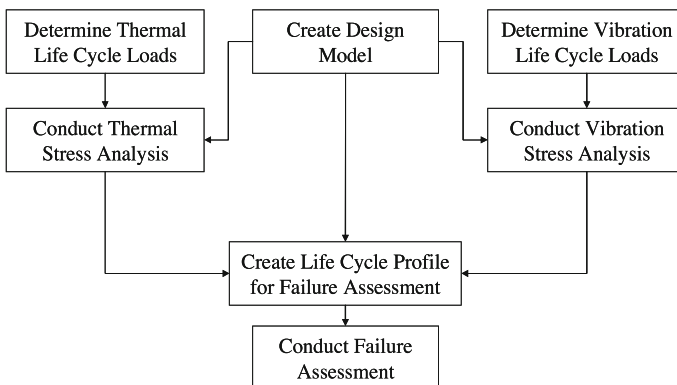 Determine Thermal
Life Cycle Loads
Create Design
Model
Determine Vibration
Life Cycle Loads
Conduct Thermal
Stress Analysis
Conduct Vibration
Stress Analysis
Create Life Cycle Profile
for Failure Assessment
Conduct Failure
Assessment